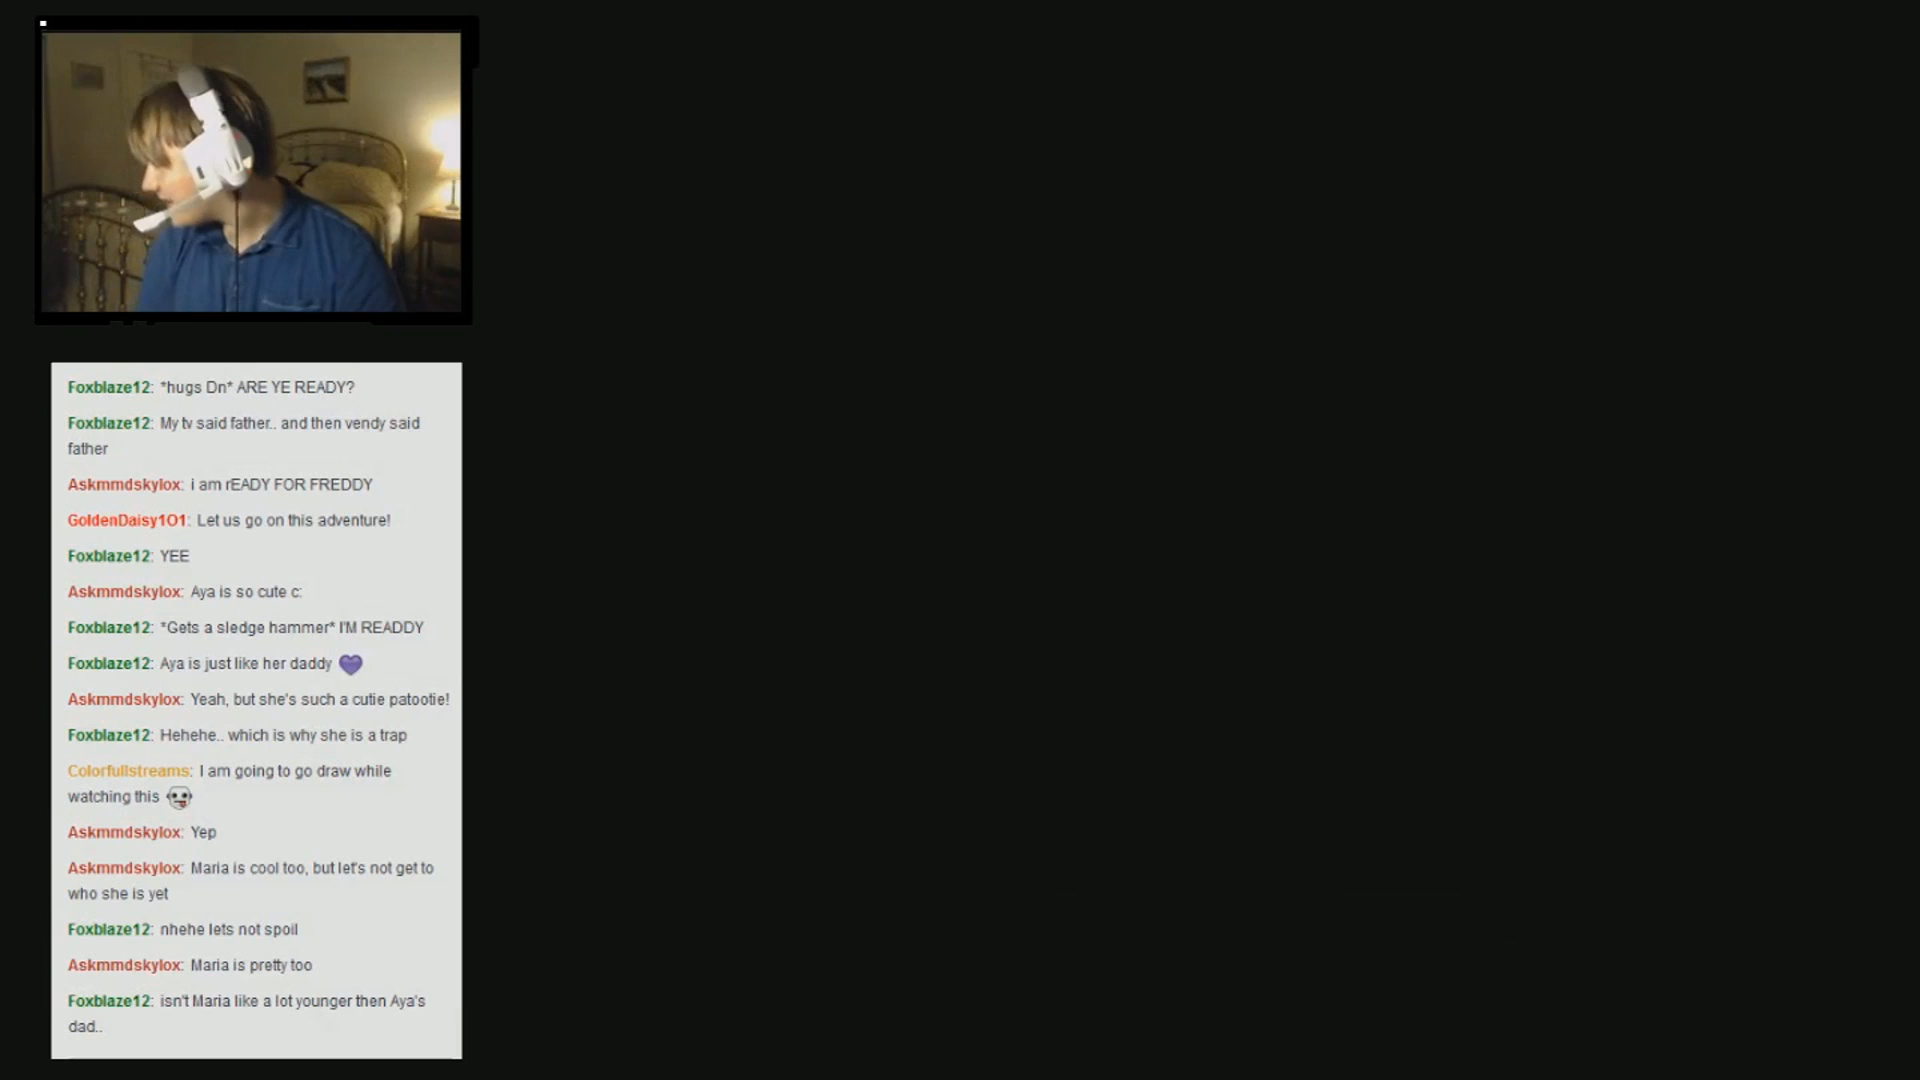 Foxblaze12: *hugs Dn* ARE YE READY?
Foxblaze12: My tv said father.. and then vendy said
father
Askmmdskylox: i am rEADY FOR FREDDY
GoldenDaisy1O1: Let us go on this adventure!
Foxblaze12: YEE
Askmmdskylox: Aya is so cute c:
Foxblaze12: *Gets a sledge hammer* I'M READDY
Foxblaze12: Aya is just like her daddy 💜
Askmmdskylox: Yeah, but she's such a cutie patootie!
Foxblaze12: Hehehe.. which is why she is a trap
Colorfullstreams: I am going to go draw while
watching this
Askmmdskylox: Yep
Askmmdskylox: Maria is cool too, but let's not get to
who she is yet
Foxblaze12: nhehe lets not spoil
Askmmdskylox: Maria is pretty too
Foxblaze12: isn't Maria like a lot younger then Aya's
dad..